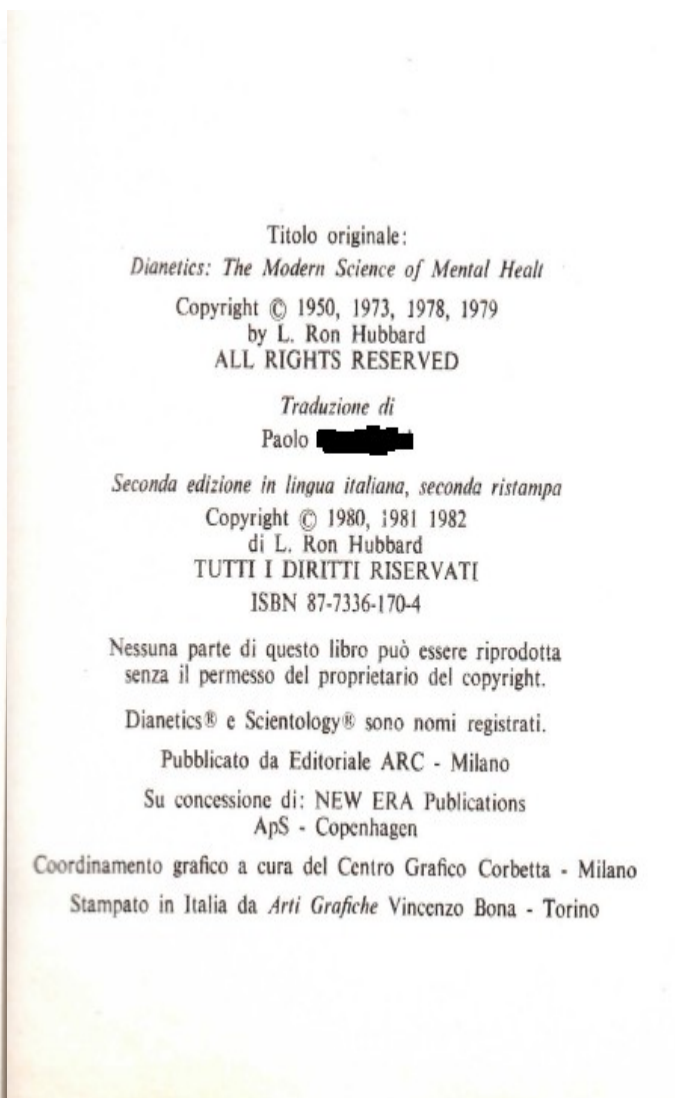 Titolo originale:
Dianetics: The Modern Science of Mental Healt
Copyright © 1950, 1973, 1978, 1979
by L. Ron Hubbard
ALL RIGHTS RESERVED
Traduzione di
Paolo
Seconda edizione in lingua italiana, seconda ristampa
Copyright © 1980, 1981 1982
di L. Ron Hubbard
TUTTI I DIRITTI RISERVATI
ISBN 87-7336-170-4
Nessuna parte di questo libro può essere riprodotta
senza il permesso del proprietario del copyright.
Dianetics® e Scientology® sono nomi registrati.
Pubblicato da Editoriale ARC - Milano
Su concessione di: NEW ERA Publications
ApS - Copenhagen
Coordinamento grafico a cura del Centro Grafico Corbetta - Milano
Stampato in Italia da Arti Grafiche Vincenzo Bona - Torino